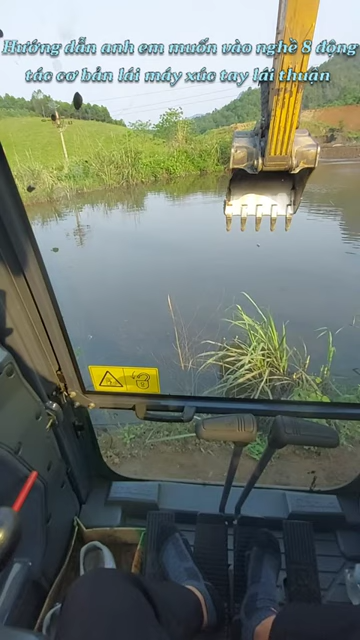 Hướng dẫn anh em muốn vào nghề 8 động
tác cơ bản lái máy xúc tay lái thuận